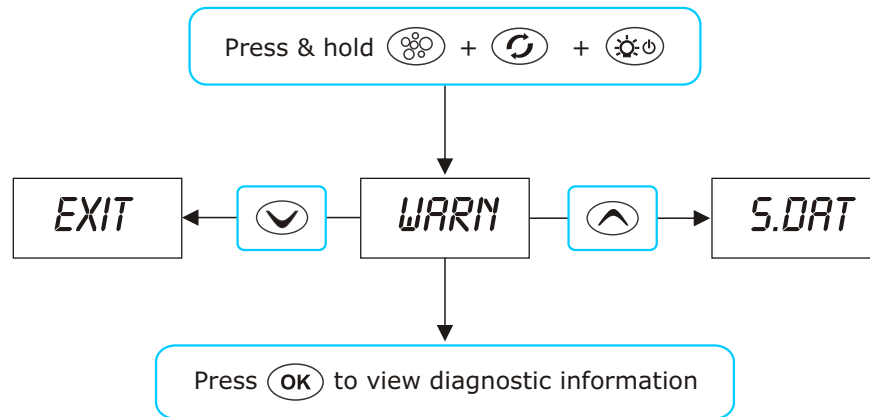 Press & hold + +
EXIT WARN S.DAT
Press OK to view diagnostic information